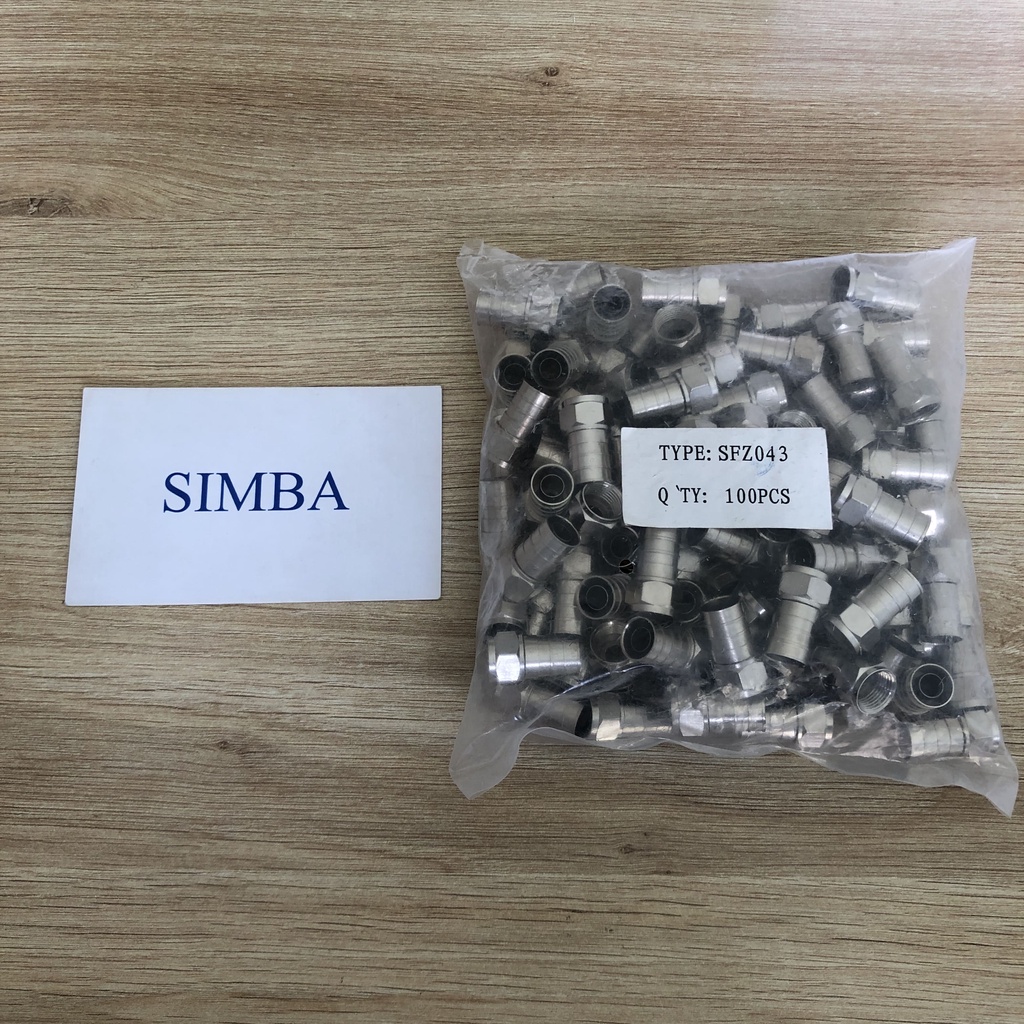 SIMBA
TYPE: SFZ043
Q`TY: 100PCS